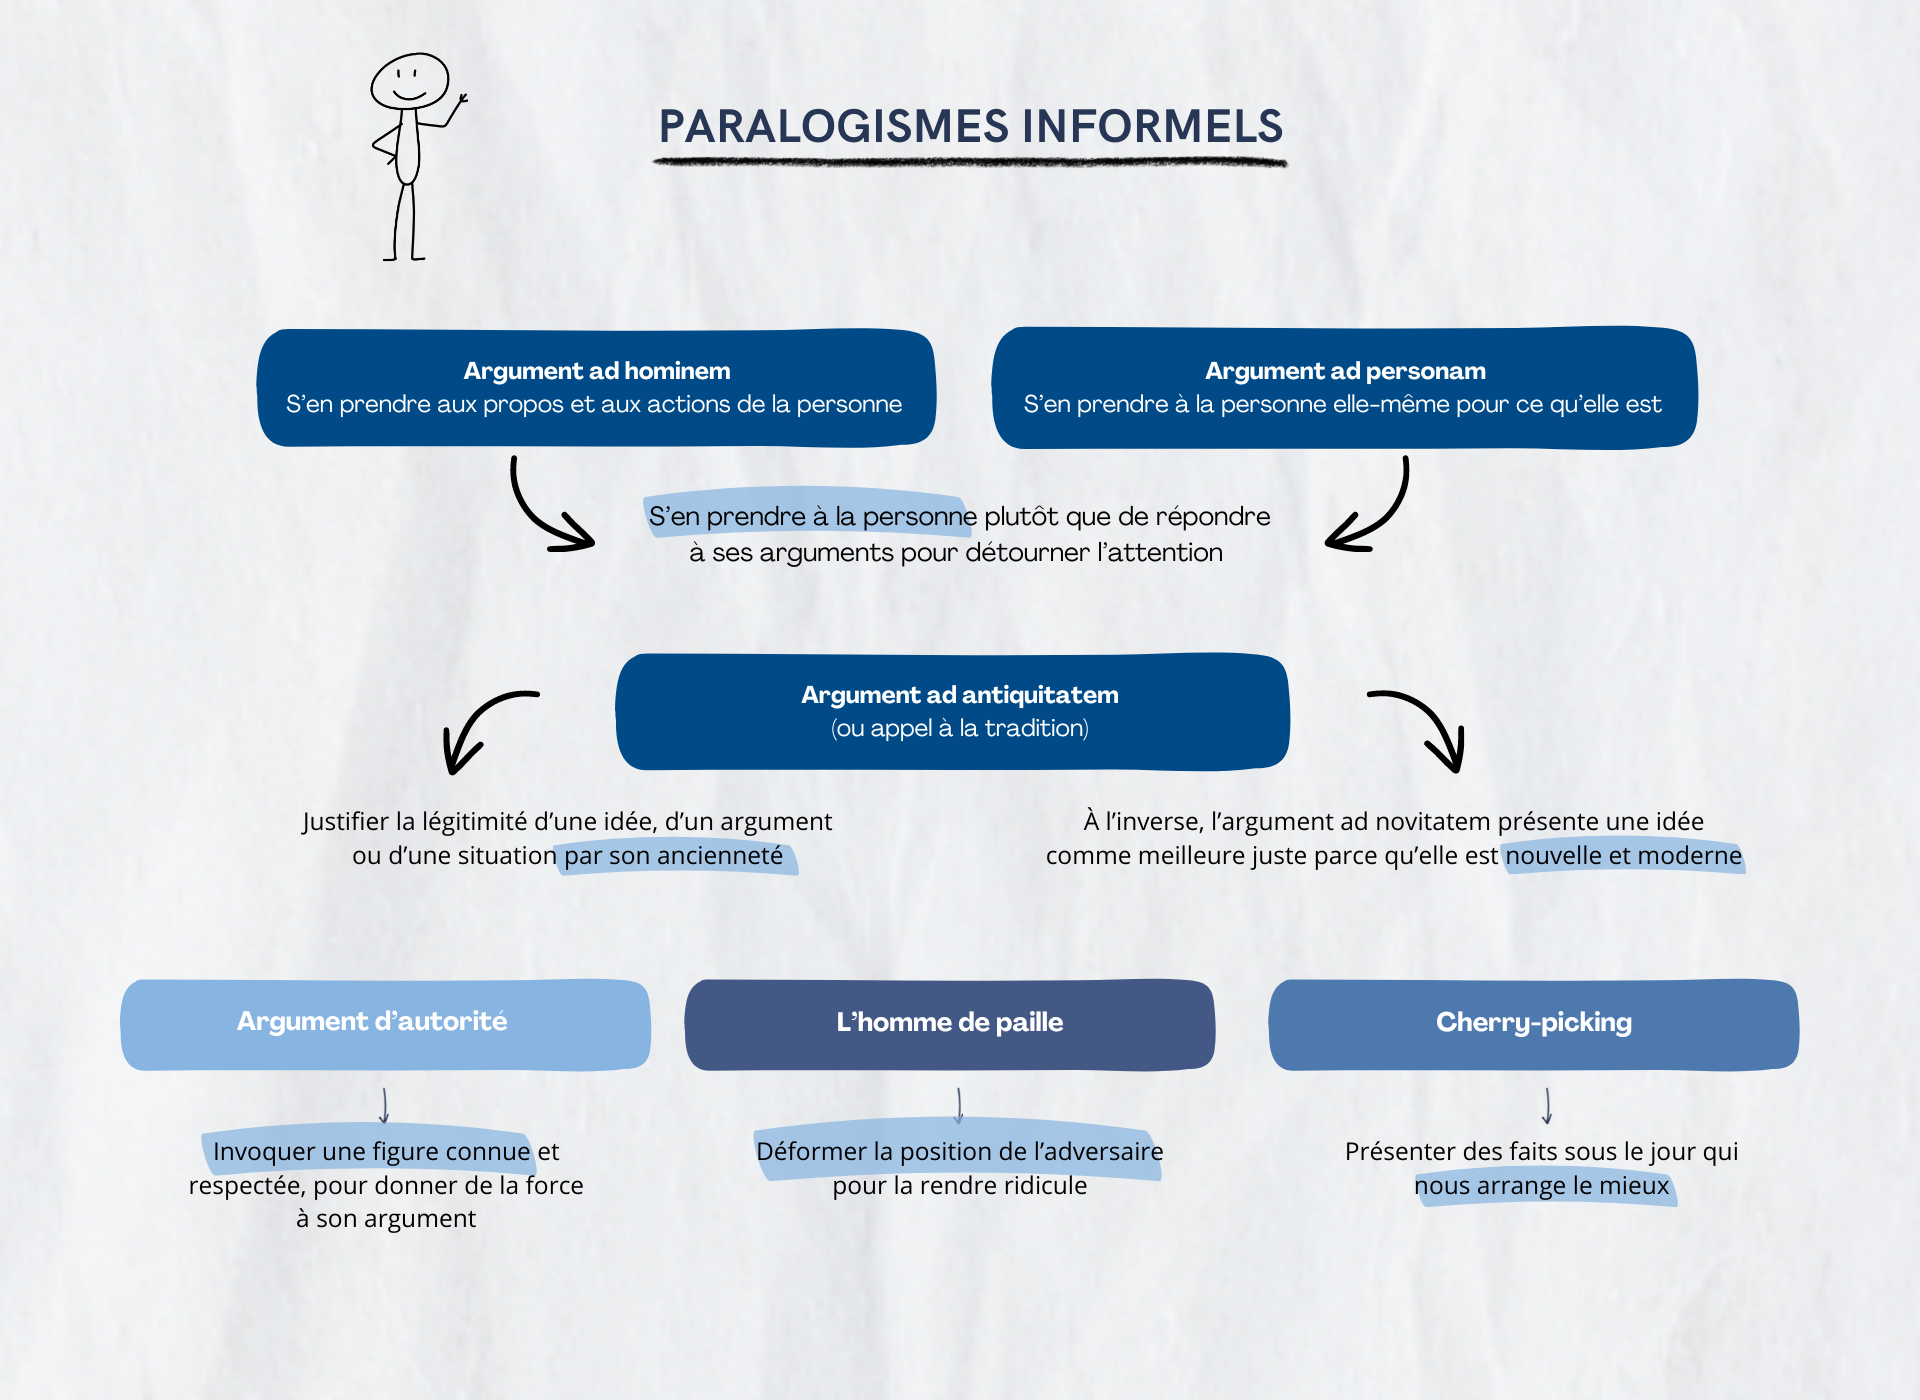 PARALOGISMES INFORMELS
Argument ad hominem
S’en prendre aux propos et aux actions de la personne
Argument ad personam
S’en prendre à la personne elle-même pour ce qu’elle est
S’en prendre à la personne plutôt que de répondre
à ses arguments pour détourner l’attention
Argument ad antiquitatem
(ou appel à la tradition)
Justifier la légitimité d’une idée, d’un argument
ou d’une situation par son ancienneté
À l’inverse, l’argument ad novitatem présente une idée
comme meilleure juste parce qu’elle est nouvelle et moderne
Argument d’autorité
Invoquer une figure connue et
respectée, pour donner de la force
à son argument
L’homme de paille
Déformer la position de l’adversaire
pour la rendre ridicule
Cherry-picking
Présenter des faits sous le jour qui
nous arrange le mieux